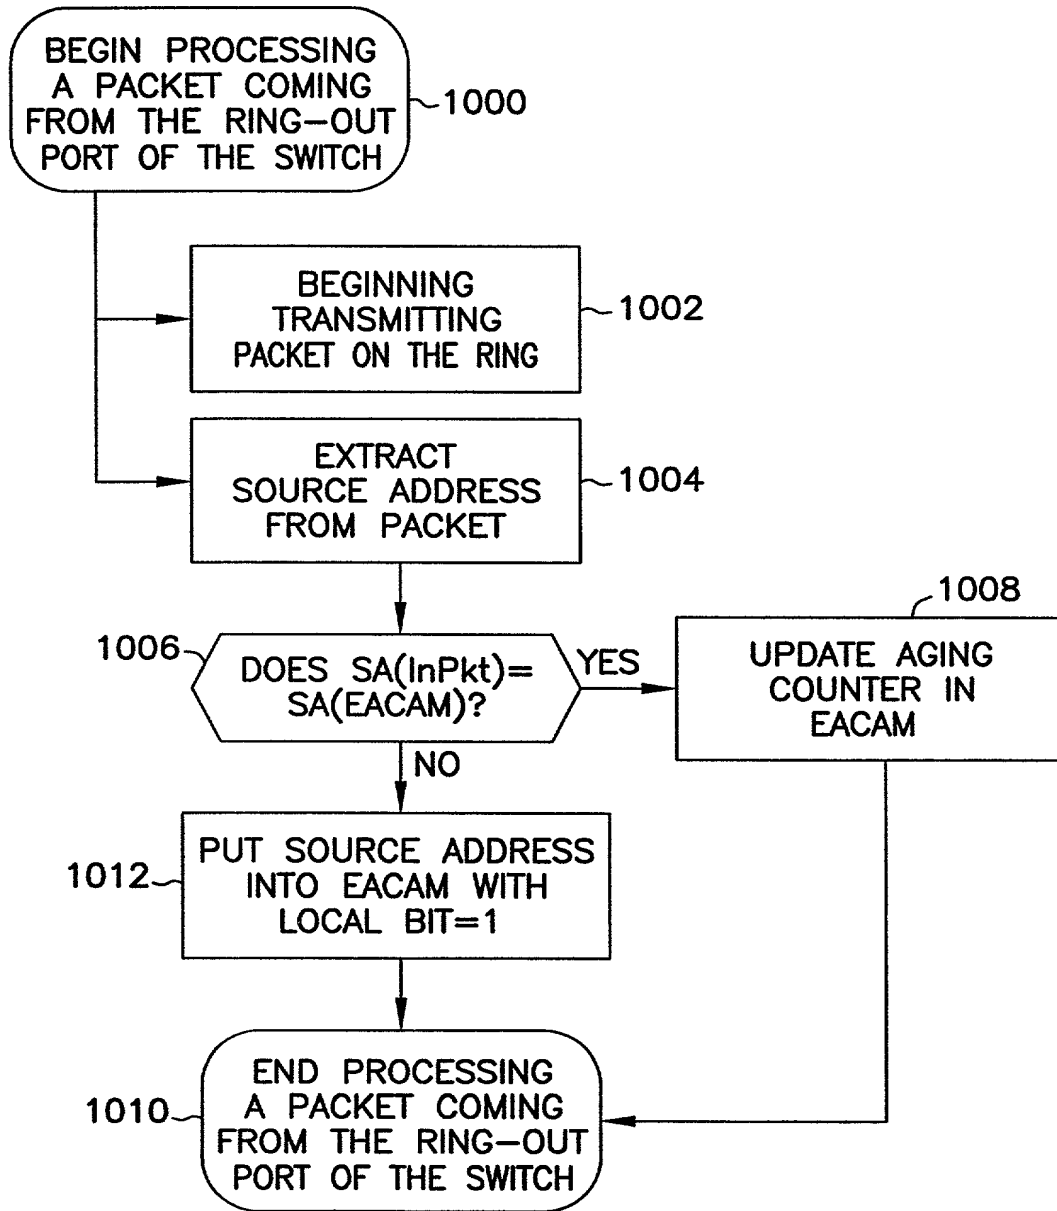 BEGIN PROCESSING
A PACKET COMING
FROM THE RING–OUT
PORT OF THE SWITCH
1000
BEGINNING
TRANSMITTING
PACKET ON THE RING
1002
EXTRACT
SOURCE ADDRESS
FROM PACKET
1004
1006
DOES SA(InPkt)=
SA(EACAM)?
YES
1008
UPDATE AGING
COUNTER IN
EACAM
NO
1012
PUT SOURCE ADDRESS
INTO EACAM WITH
LOCAL BIT=1
1010
END PROCESSING
A PACKET COMING
FROM THE RING–OUT
PORT OF THE SWITCH